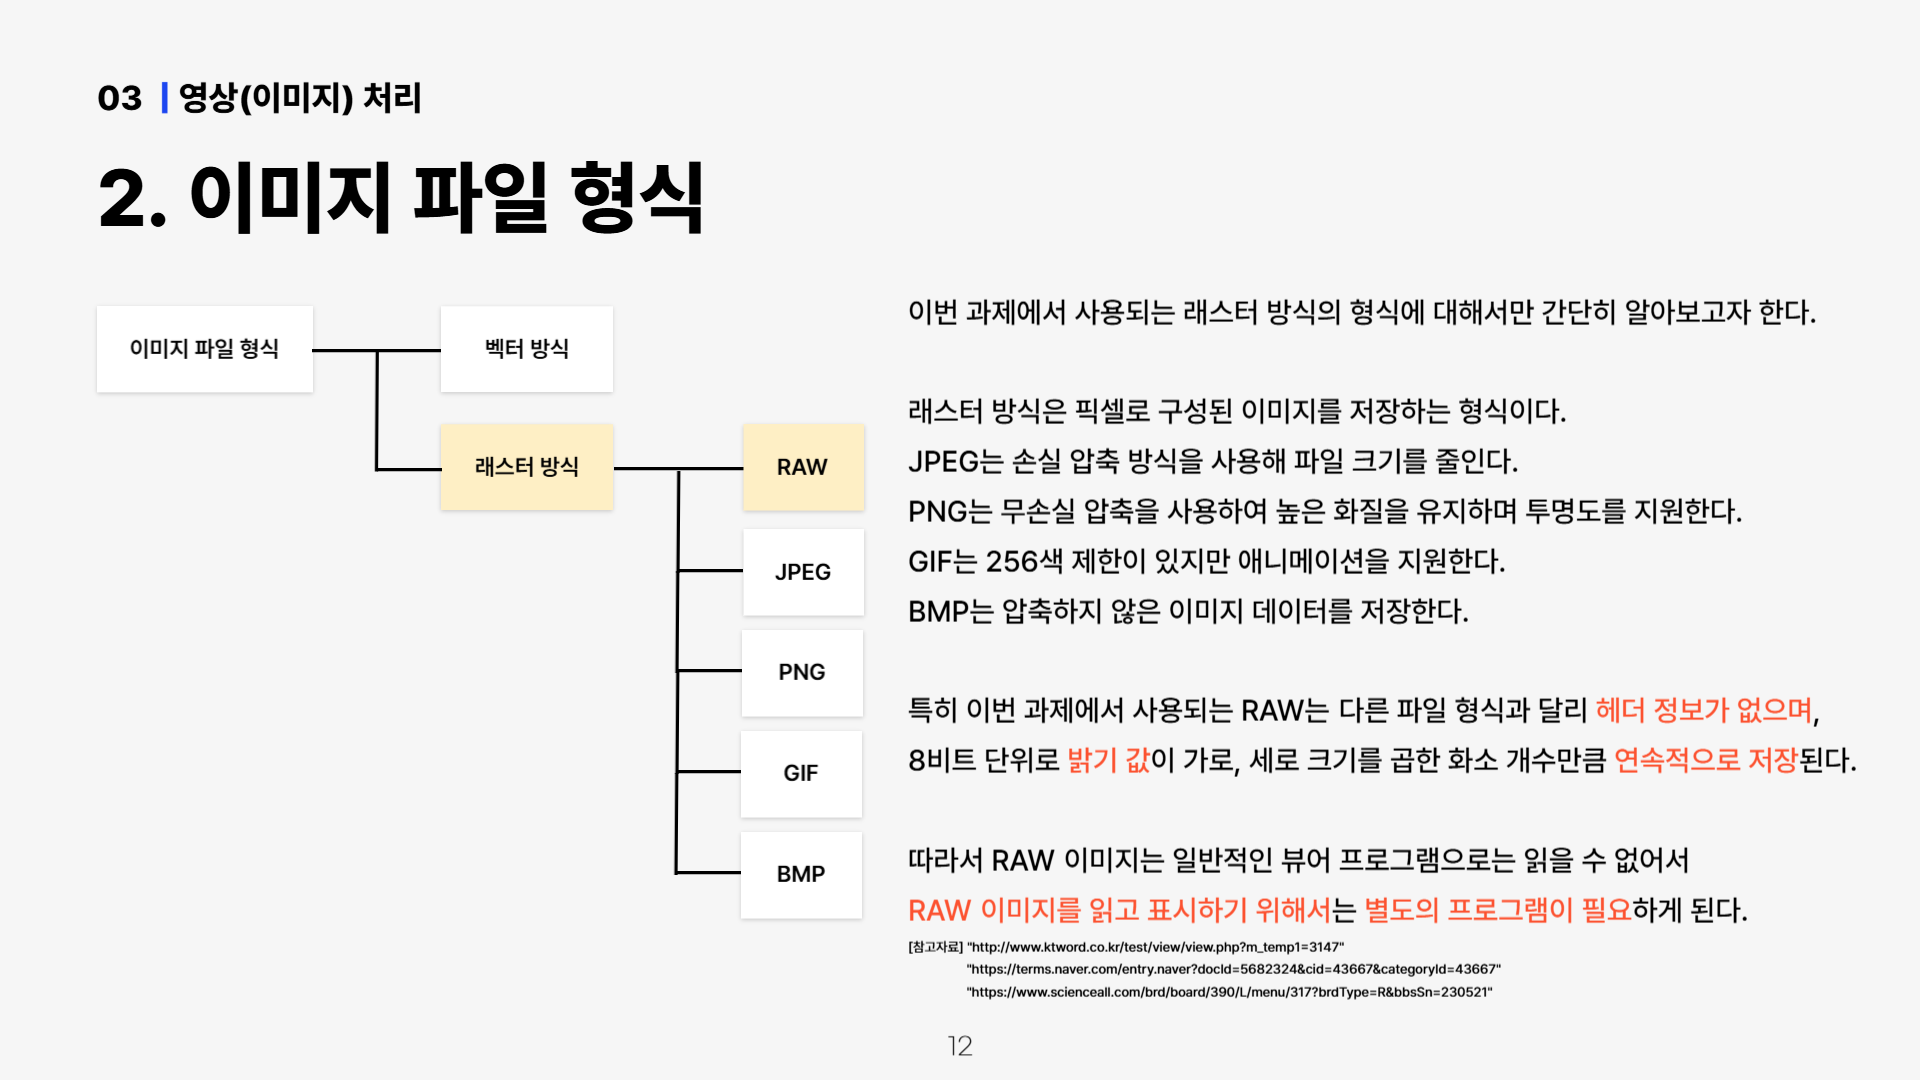 03 | 영상(이미지) 처리
2. 이미지 파일 형식
이미지 파일 형식
벡터 방식
래스터 방식
RAW
JPEG
PNG
GIF
BMP
이번 과제에서 사용되는 래스터 방식의 형식에 대해서만 간단히 알아보고자 한다.
래스터 방식은 픽셀로 구성된 이미지를 저장하는 형식이다.
JPEG는 손실 압축 방식을 사용해 파일 크기를 줄인다.
PNG는 무손실 압축을 사용하여 높은 화질을 유지하며 투명도를 지원한다.
GIF는 256색 제한이 있지만 애니메이션을 지원한다.
BMP는 압축하지 않은 이미지 데이터를 저장한다.
특히 이번 과제에서 사용되는 RAW는 다른 파일 형식과 달리 헤더 정보가 없으며,
8비트 단위로 밝기 값이 가로, 세로 크기를 곱한 화소 개수만큼 연속적으로 저장된다.
따라서 RAW 이미지는 일반적인 뷰어 프로그램으로는 읽을 수 없어서
RAW 이미지를 읽고 표시하기 위해서는 별도의 프로그램이 필요하게 된다.
[참고자료] "http://www.ktword.co.kr/test/view/view.php?m_temp1=3147"
"https://terms.naver.com/entry.naver?docId=5682324&cid=43667&categoryId=43667"
"https://www.scienceall.com/brd/board/390/L/menu/317?brdType=R&bbsSn=230521"
12